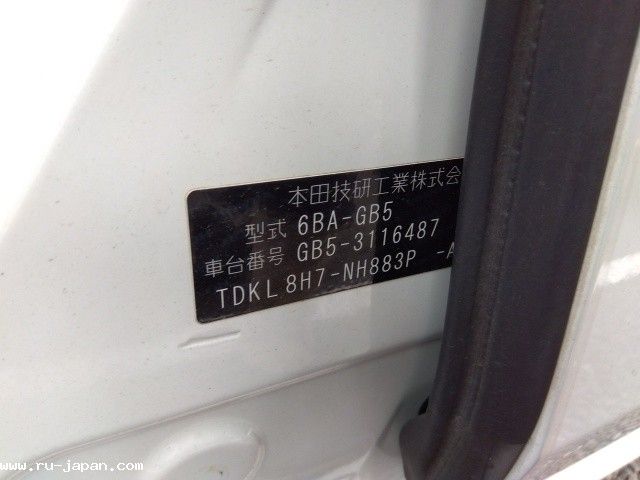 本田技研工業株式会
型式 6BA-GB5
車台番号 GB5-3116487
TDKL 8H7-NH883P -A
www.ru-japan.com